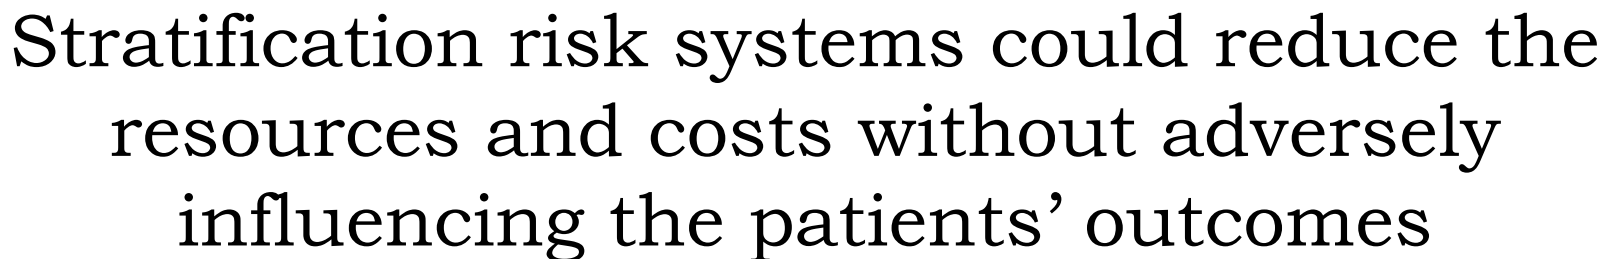 Stratification risk systems could reduce the
resources and costs without adversely
influencing the patients’ outcomes